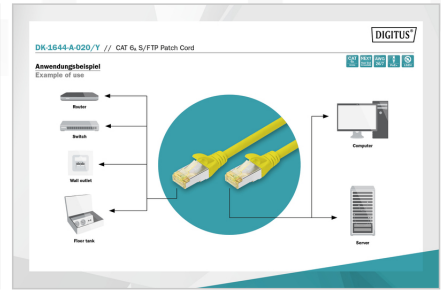 DIGITUS®
DK-1644-A-020/Y // CAT 6A S/FTP Patch Cord
Anwendungsbeispiel
Example of use
Router
Switch
Wall outlet
Floor tank
Computer
Server